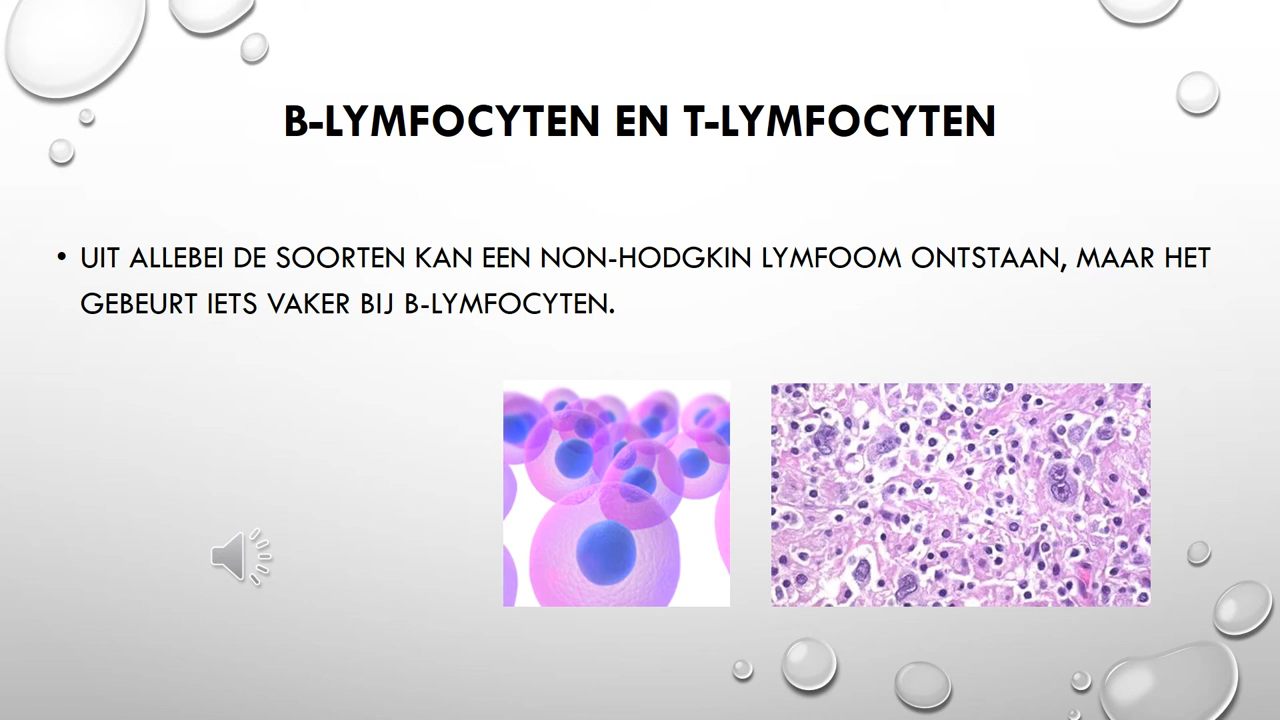 B-LYMFOCYTEN EN T-LYMFOCYTEN
• UIT ALLEBEI DE SOORTEN KAN EEN NON-HODGKIN LYMFOOM ONTSTAAN, MAAR HET
GEBEURT IETS VAKER BIJ B-LYMFOCYTEN.